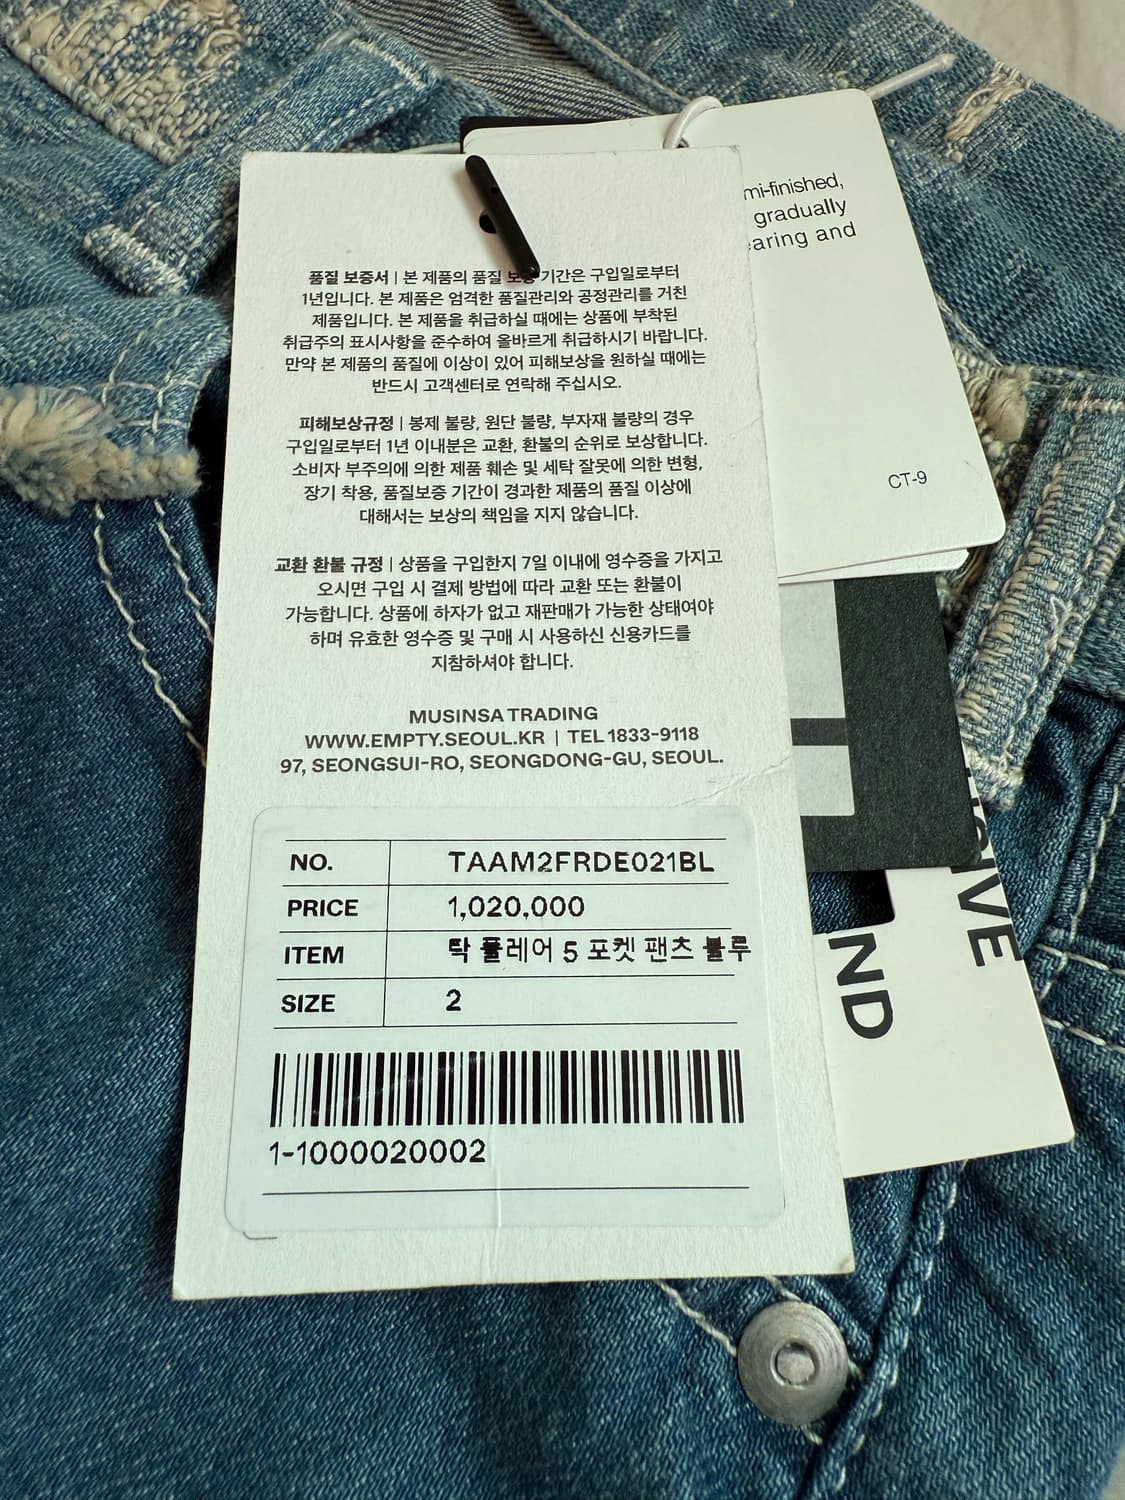 품질 보증서 | 본 제품의 품질 보증 기간은 구입일로부터
1년입니다. 본 제품은 엄격한 품질관리와 공정관리를 거친
제품입니다. 본 제품을 취급하실 때에는 상품에 부착된
취급주의 표시사항을 준수하여 올바르게 취급하시기 바랍니다.
만약 본 제품의 품질에 이상이 있어 피해보상을 원하실 때에는
반드시 고객센터로 연락해 주십시오.
피해보상규정 | 봉제 불량, 원단 불량, 부자재 불량의 경우
구입일로부터 1년 이내분은 교환, 환불의 순위로 보상합니다.
소비자 부주의에 의한 제품 훼손 및 세탁 잘못에 의한 변형,
장기 착용, 품질보증 기간이 경과한 제품의 품질 이상에
대해서는 보상의 책임을 지지 않습니다.
교환 환불 규정 | 상품을 구입한지 7일 이내에 영수증을 가지고
오시면 구입 시 결제 방법에 따라 교환 또는 환불이
가능합니다. 상품에 하자가 없고 재판매가 가능한 상태여야
하며 유효한 영수증 및 구매 시 사용하신 신용카드를
지참하셔야 합니다.
MUSINSA TRADING
WWW.EMPTY.SEOUL.KR | TEL 1833-9118
97, SEONGSUI-RO, SEONGDONG-GU, SEOUL.
NO. TAAM2FRDE021BL
PRICE 1,020,000
ITEM 탁 플레어 5 포켓 팬츠 블루
SIZE 2
1-1000020002
mi-finished,
gradually
earing and
CT-9
ND